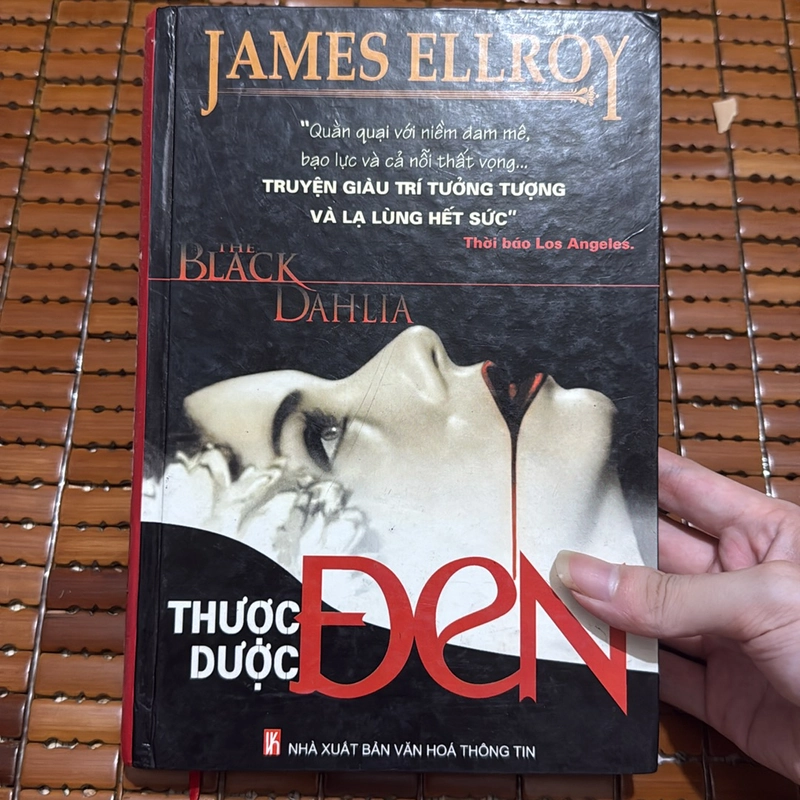 JAMES ELLROY
"Quằn quại với niềm đam mê,
bạo lực và cả nỗi thất vọng...
TRUYỆN GIÀU TRÍ TƯỞNG TƯỢNG
VÀ LẠ LÙNG HẾT SỨC"
Thời báo Los Angeles.
THE
BLACK
DAHLIA
THƯỢC
DƯỢC
ĐEN
NHÀ XUẤT BẢN VĂN HOÁ THÔNG TIN